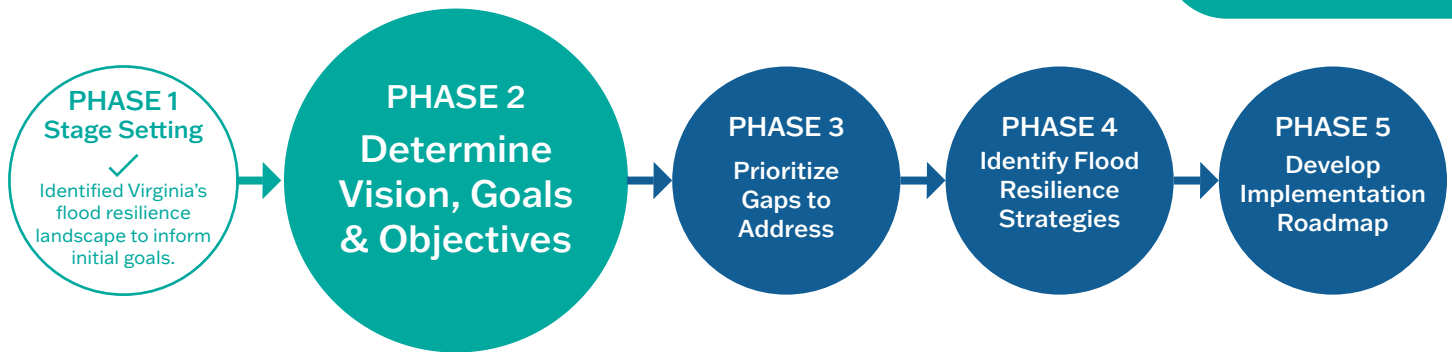 PHASE 1
Stage Setting
✓
Identified Virginia's
flood resilience
landscape to inform
initial goals.
PHASE 2
Determine
Vision, Goals
& Objectives
PHASE 3
Prioritize
Gaps to
Address
PHASE 4
Identify Flood
Resilience
Strategies
PHASE 5
Develop
Implementation
Roadmap